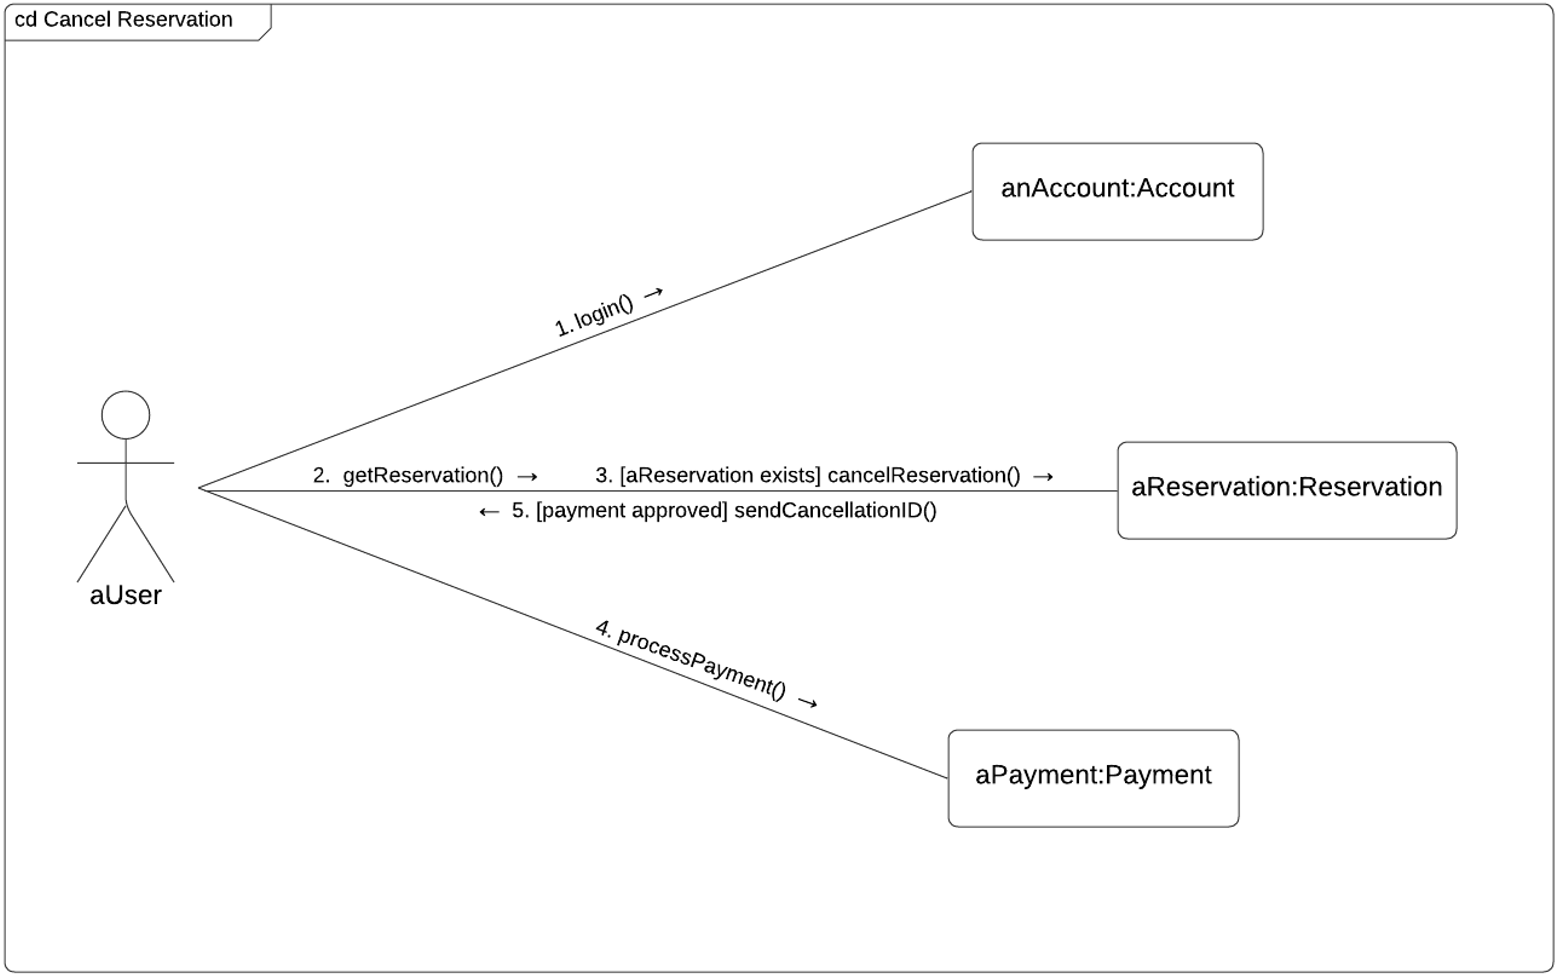 cd Cancel Reservation
anAccount:Account
1. login() →
2. getReservation() → 3. [aReservation exists] cancelReservation() →
aReservation:Reservation
← 5. [payment approved] sendCancellationID()
aUser
4. processPayment() →
aPayment:Payment